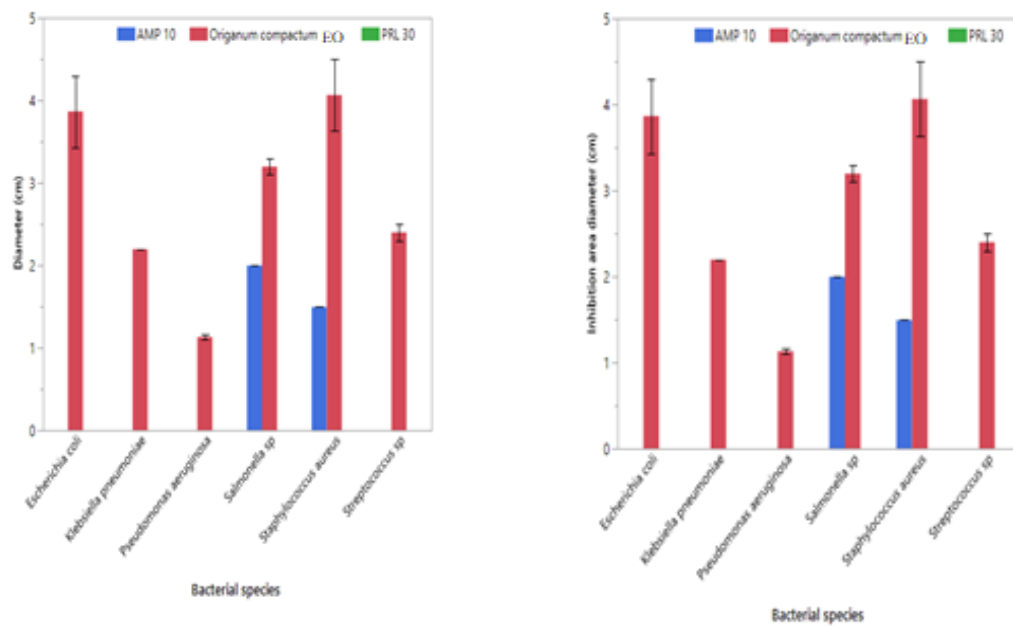 5
AMP 10 Origanum compactum EO PRL 30
4
3
2
1
0
Diameter (cm)
Escherichia coli
Klebsiella pneumoniae
Pseudomonas aeruginosa
Salmonella sp
Staphylococcus aureus
Streptococcus sp
Bacterial species
5
AMP 10 Origanum compactum EO PRL 30
4
3
2
1
0
Inhibition area diameter (cm)
Escherichia coli
Klebsiella pneumoniae
Pseudomonas aeruginosa
Salmonella sp
Staphylococcus aureus
Streptococcus sp
Bacterial species